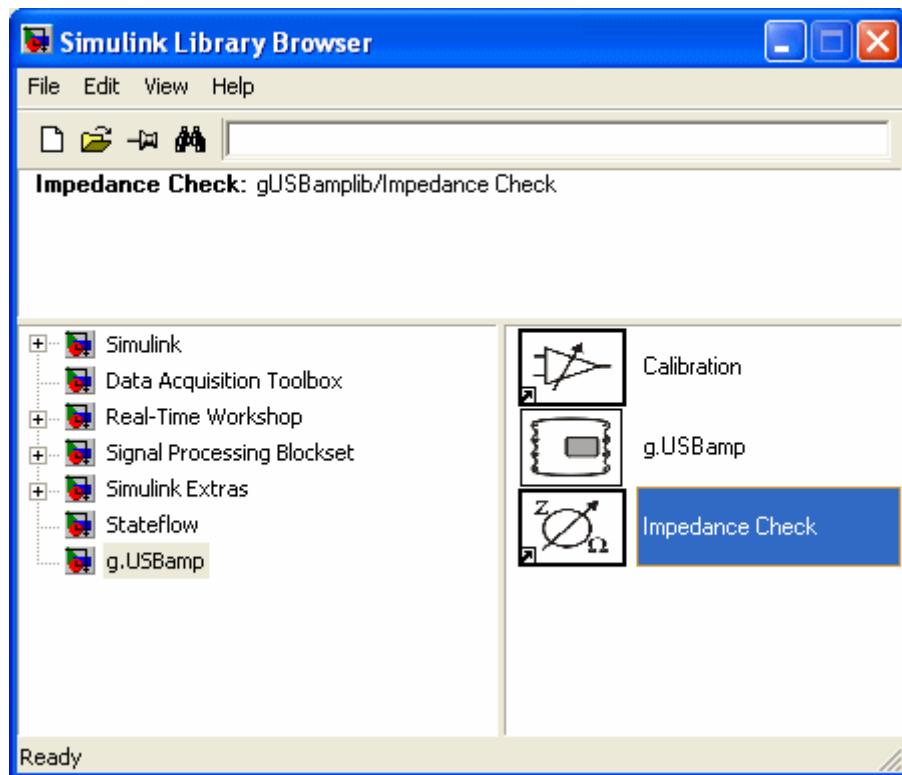 Simulink Library Browser
File Edit View Help
Impedance Check: gUSBamplib/Impedance Check
Simulink
Data Acquisition Toolbox
Real-Time Workshop
Signal Processing Blockset
Simulink Extras
Stateflow
g.USBamp
Calibration
g.USBamp
Z
Ω
Impedance Check
Ready